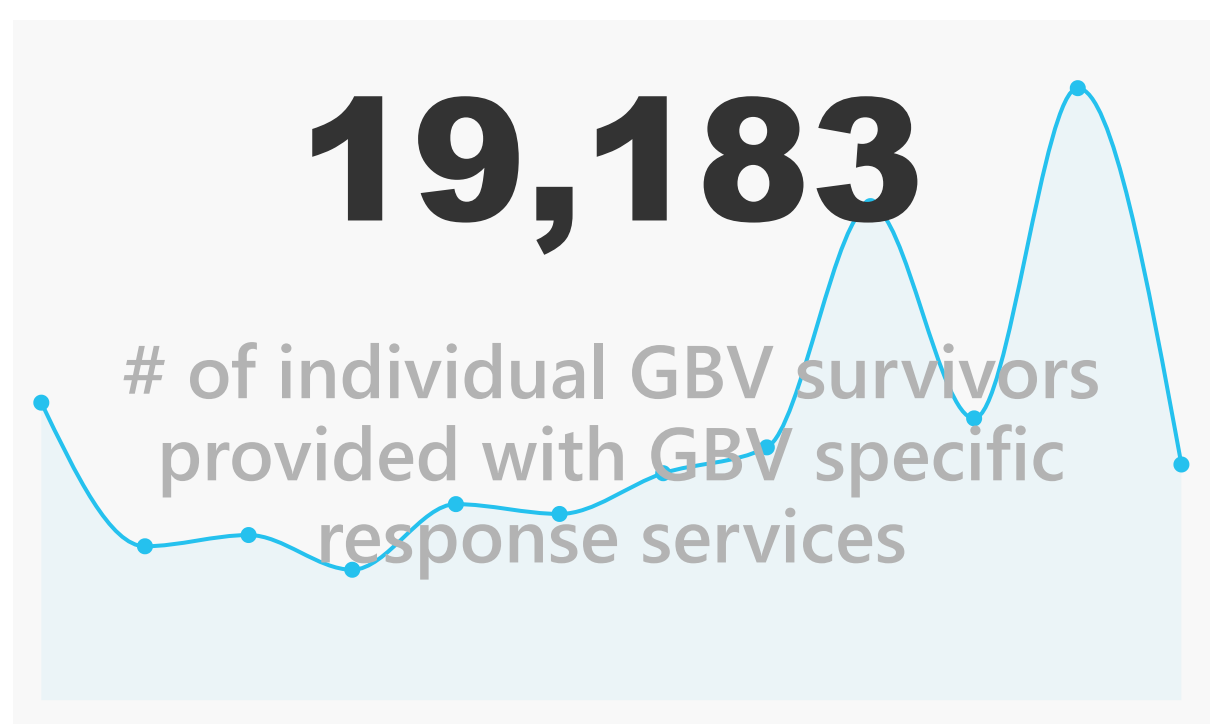 19,183
# of individual GBV survivors
provided with GBV specific
response services